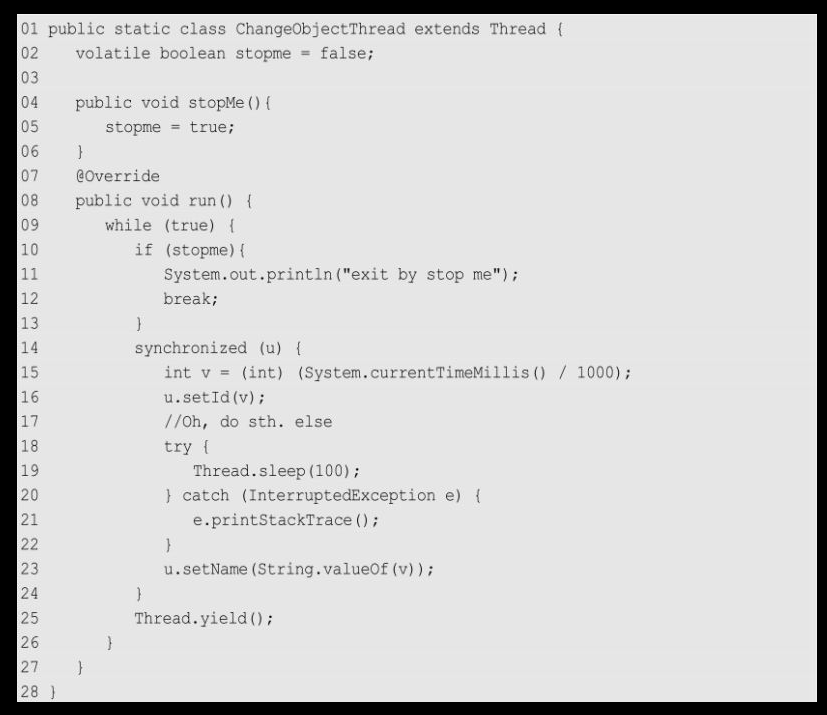 01 public static class ChangeObjectThread extends Thread {
02    volatile boolean stopme = false;
03
04    public void stopMe(){
05       stopme = true;
06    }
07    @Override
08    public void run() {
09       while (true) {
10          if (stopme){
11             System.out.println("exit by stop me");
12             break;
13          }
14          synchronized (u) {
15             int v = (int) (System.currentTimeMillis() / 1000);
16             u.setId(v);
17             //Oh, do sth. else
18             try {
19                Thread.sleep(100);
20             } catch (InterruptedException e) {
21                e.printStackTrace();
22             }
23             u.setName(String.valueOf(v));
24          }
25          Thread.yield();
26       }
27    }
28 }